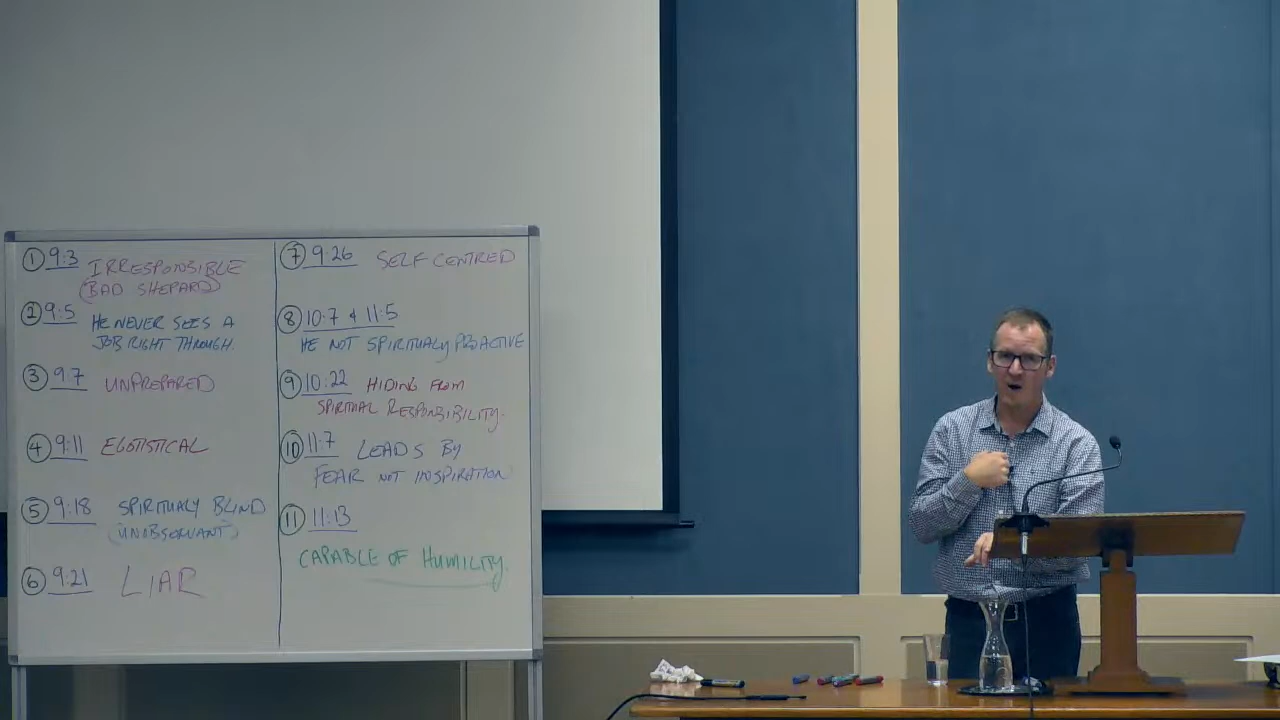 ① 9:3 IRRESPONSIBLE
(BAD SHEPARD)
② 9:5 HE NEVER SEES A
JOB RIGHT THROUGH.
③ 9.7 UNPREPARED
④ 9:11 EGOTISTICAL
⑤ 9:18 SPIRITUALY BLIND
(UNOBSERVANT)
⑥ 9:21 LIAR
⑦ 9:26 SELF CENTRED
⑧ 10:7 & 11:5
HE NOT SPIRITUALY PROACTIVE
⑨ 10:22 HIDING FROM
SPIRITUAL RESPONSIBILITY.
⑩ 11:7 LEADS BY
FEAR NOT INSPIRATION
⑪ 11:13
CAPABLE OF HUMILITY.